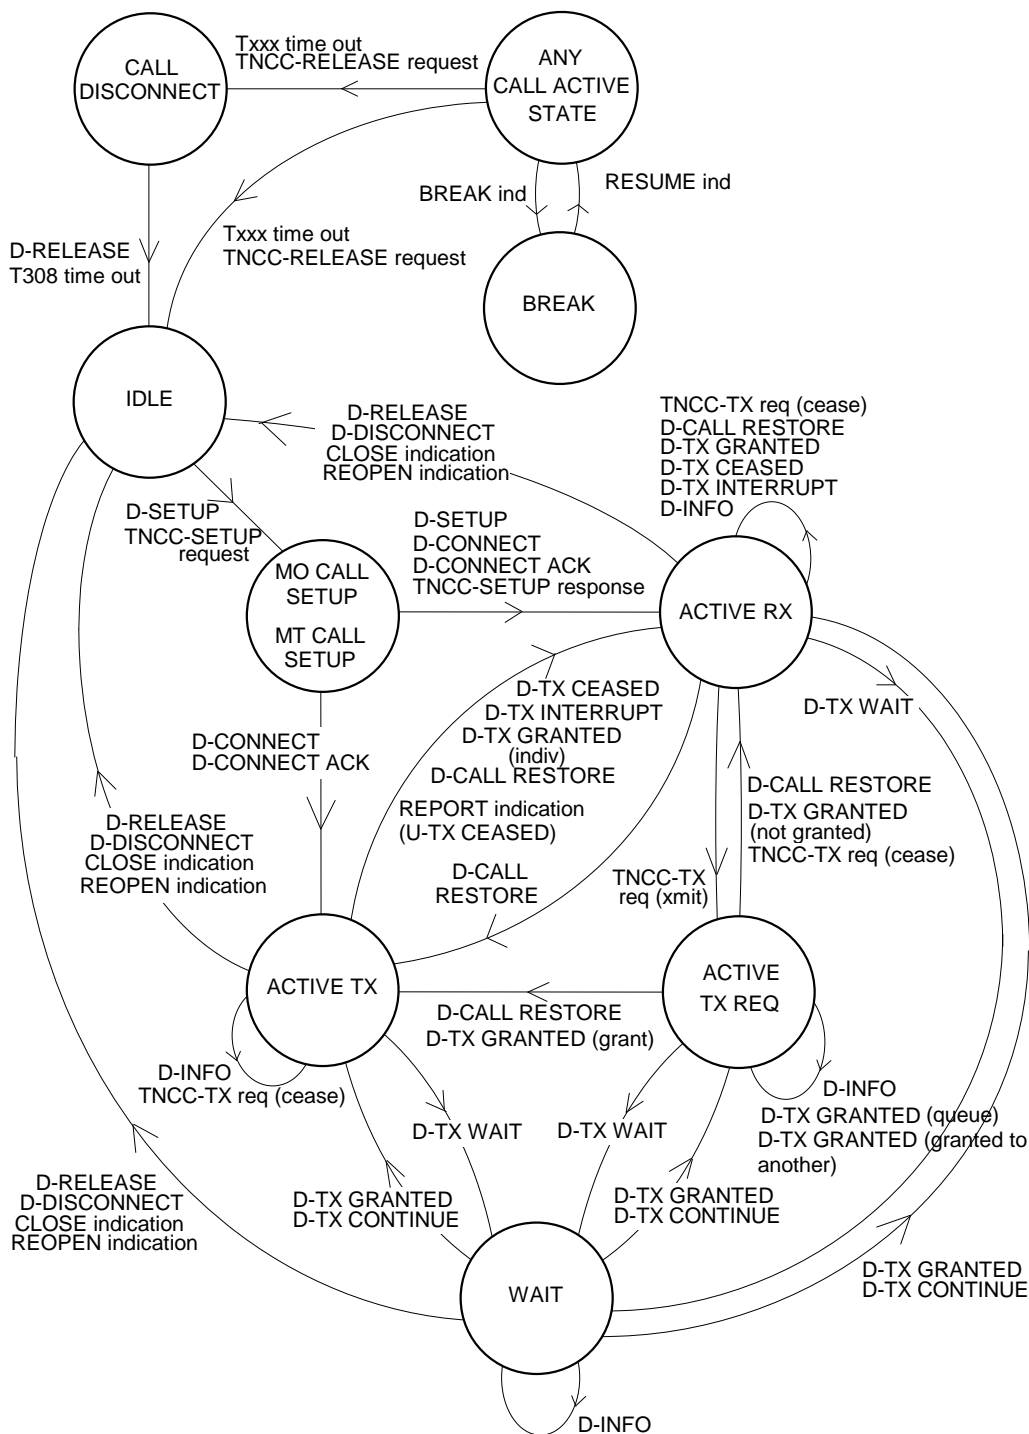 Txxx time out
TNCC-RELEASE request
CALL
DISCONNECT
ANY
CALL ACTIVE
STATE
BREAK ind
RESUME ind
D-RELEASE
T308 time out
Txxx time out
TNCC-RELEASE request
BREAK
IDLE
D-RELEASE
D-DISCONNECT
CLOSE indication
REOPEN indication
TNCC-TX req (cease)
D-CALL RESTORE
D-TX GRANTED
D-TX CEASED
D-TX INTERRUPT
D-INFO
D-SETUP
TNCC-SETUP
request
D-SETUP
D-CONNECT
D-CONNECT ACK
TNCC-SETUP response
MO CALL
SETUP
MT CALL
SETUP
ACTIVE RX
D-TX CEASED
D-TX INTERRUPT
D-TX GRANTED
(indiv)
D-CALL RESTORE
REPORT indication
(U-TX CEASED)
D-TX WAIT
D-CONNECT
D-CONNECT ACK
D-CALL RESTORE
D-TX GRANTED
(not granted)
TNCC-TX req (cease)
D-RELEASE
D-DISCONNECT
CLOSE indication
REOPEN indication
D-CALL
RESTORE
TNCC-TX
req (xmit)
ACTIVE TX
ACTIVE
TX REQ
D-CALL RESTORE
D-TX GRANTED (grant)
D-INFO
TNCC-TX req (cease)
D-INFO
D-TX GRANTED (queue)
D-TX GRANTED (granted to
another)
D-TX WAIT
D-TX WAIT
D-RELEASE
D-DISCONNECT
CLOSE indication
REOPEN indication
D-TX GRANTED
D-TX CONTINUE
D-TX GRANTED
D-TX CONTINUE
D-TX GRANTED
D-TX CONTINUE
WAIT
D-INFO